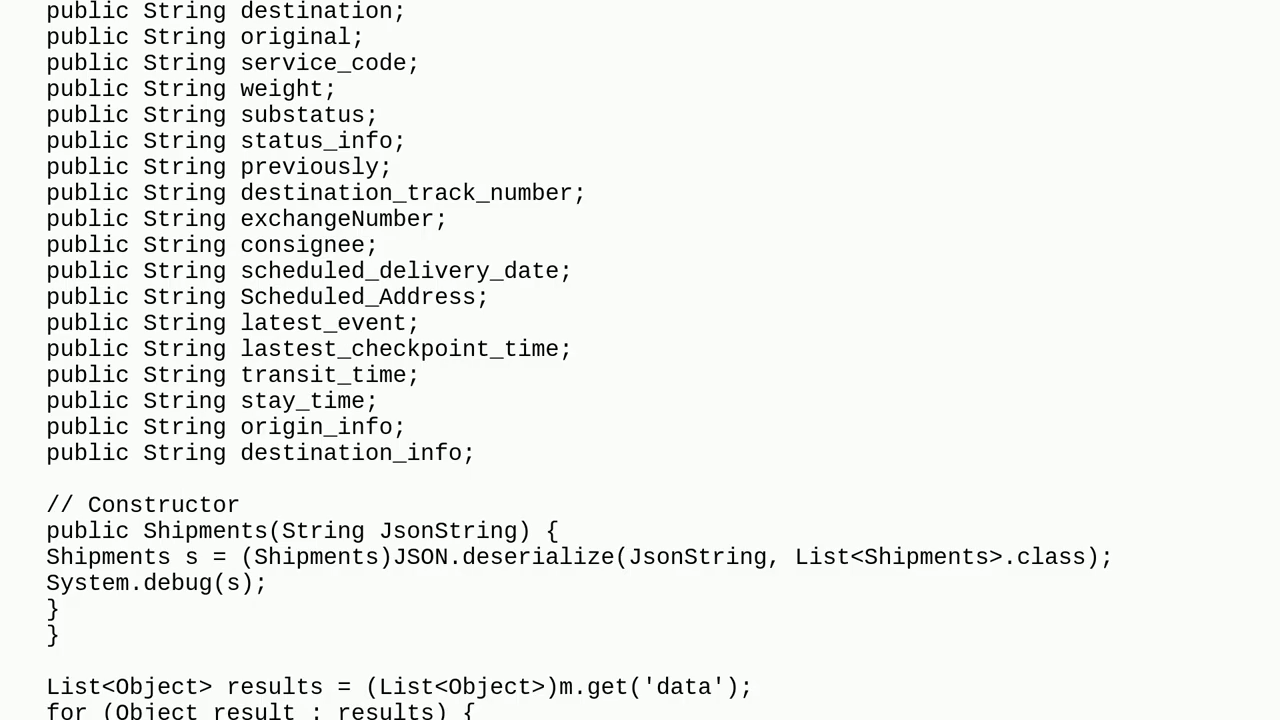 public String destination;
public String original;
public String service_code;
public String weight;
public String substatus;
public String status_info;
public String previously;
public String destination_track_number;
public String exchangeNumber;
public String consignee;
public String scheduled_delivery_date;
public String Scheduled_Address;
public String latest_event;
public String lastest_checkpoint_time;
public String transit_time;
public String stay_time;
public String origin_info;
public String destination_info;
// Constructor
public Shipments(String JsonString) {
Shipments s = (Shipments)JSON.deserialize(JsonString, List<Shipments>.class);
System.debug(s);
}
}
List<Object> results = (List<Object>)m.get('data');
for (Object result : results) {